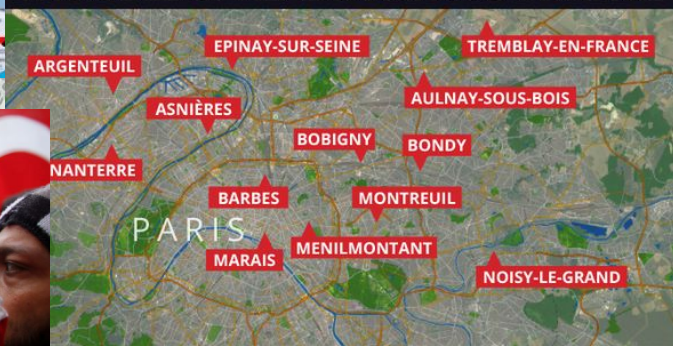 EPINAY-SUR-SEINE
TREMBLAY-EN-FRANCE
ARGENTEUIL
AULNAY-SOUS-BOIS
ASNIÈRES
BOBIGNY
BONDY
NANTERRE
BARBES
MONTREUIL
PARIS
MENILMONTANT
MARAIS
NOISY-LE-GRAND